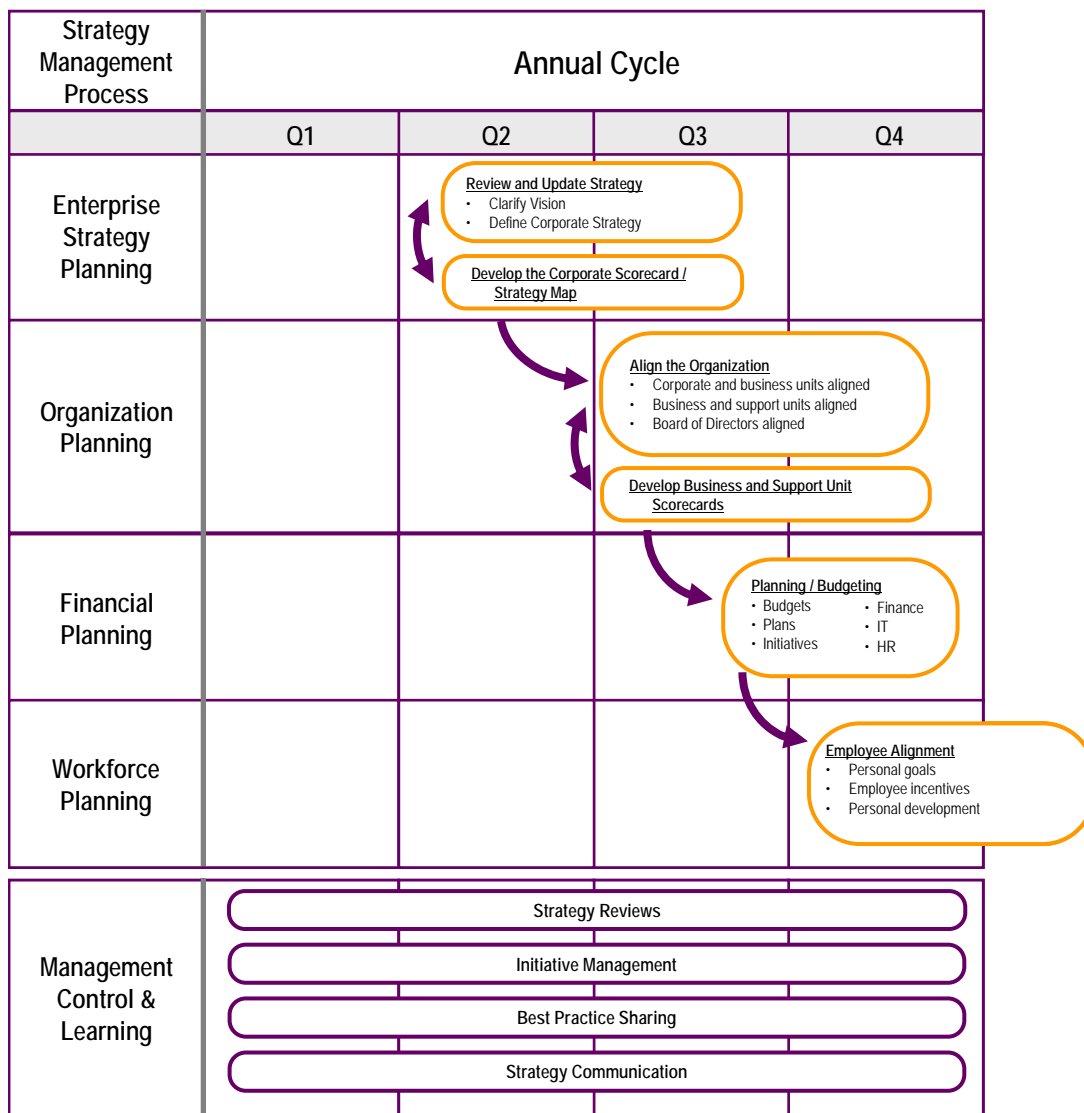 Strategy
Management
Process
Annual Cycle
Q1
Q2
Q3
Q4
Enterprise
Strategy
Planning
Review and Update Strategy
• Clarify Vision
• Define Corporate Strategy
Develop the Corporate Scorecard /
Strategy Map
Organization
Planning
Align the Organization
• Corporate and business units aligned
• Business and support units aligned
• Board of Directors aligned
Develop Business and Support Unit
Scorecards
Financial
Planning
Planning / Budgeting
• Budgets
• Plans
• Initiatives
• Finance
• IT
• HR
Workforce
Planning
Employee Alignment
• Personal goals
• Employee incentives
• Personal development
Management
Control &
Learning
Strategy Reviews
Initiative Management
Best Practice Sharing
Strategy Communication